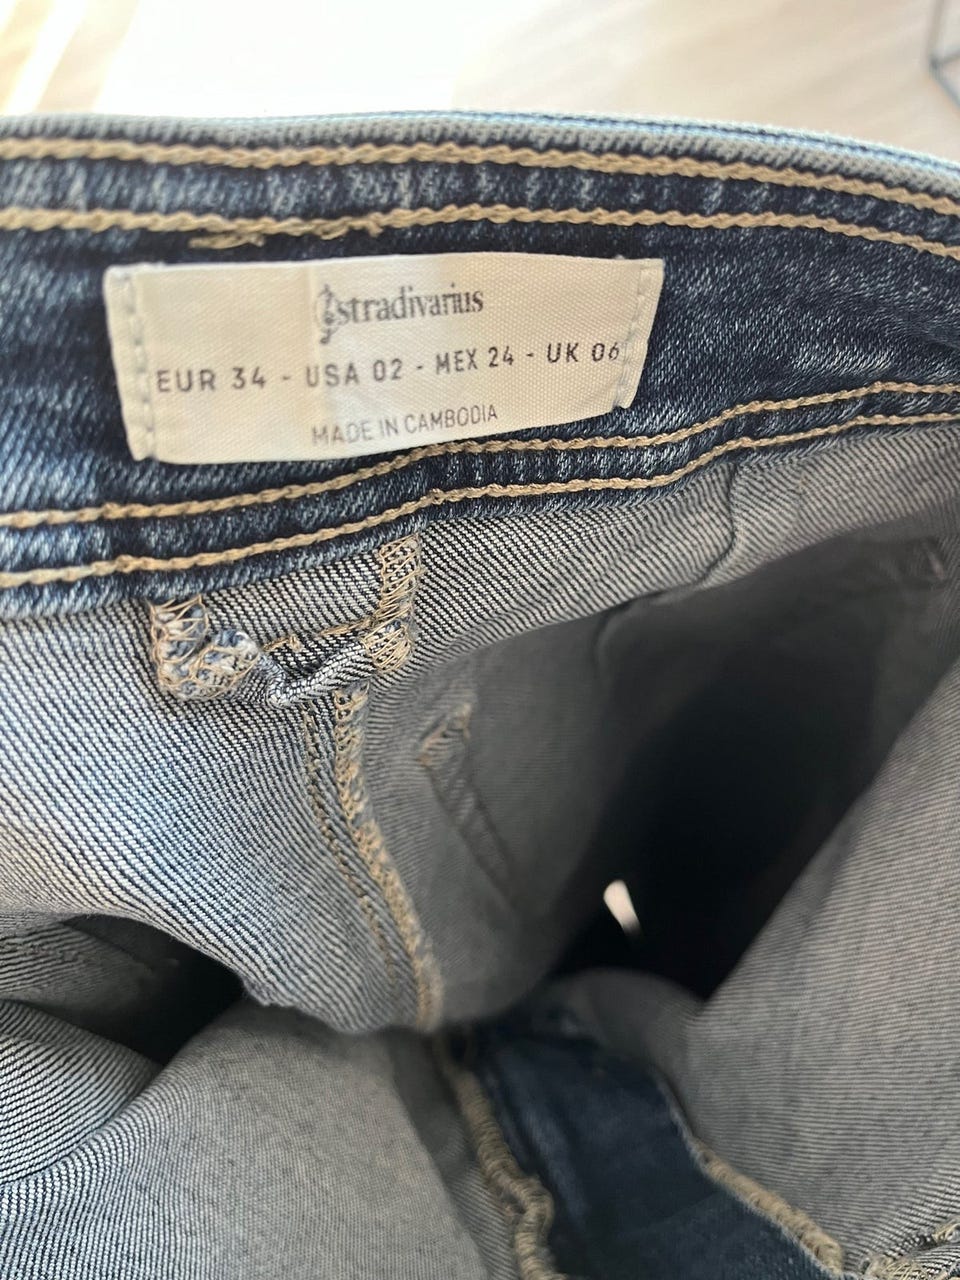 stradivarius
EUR 34 - USA 02 - MEX 24 - UK 06
MADE IN CAMBODIA